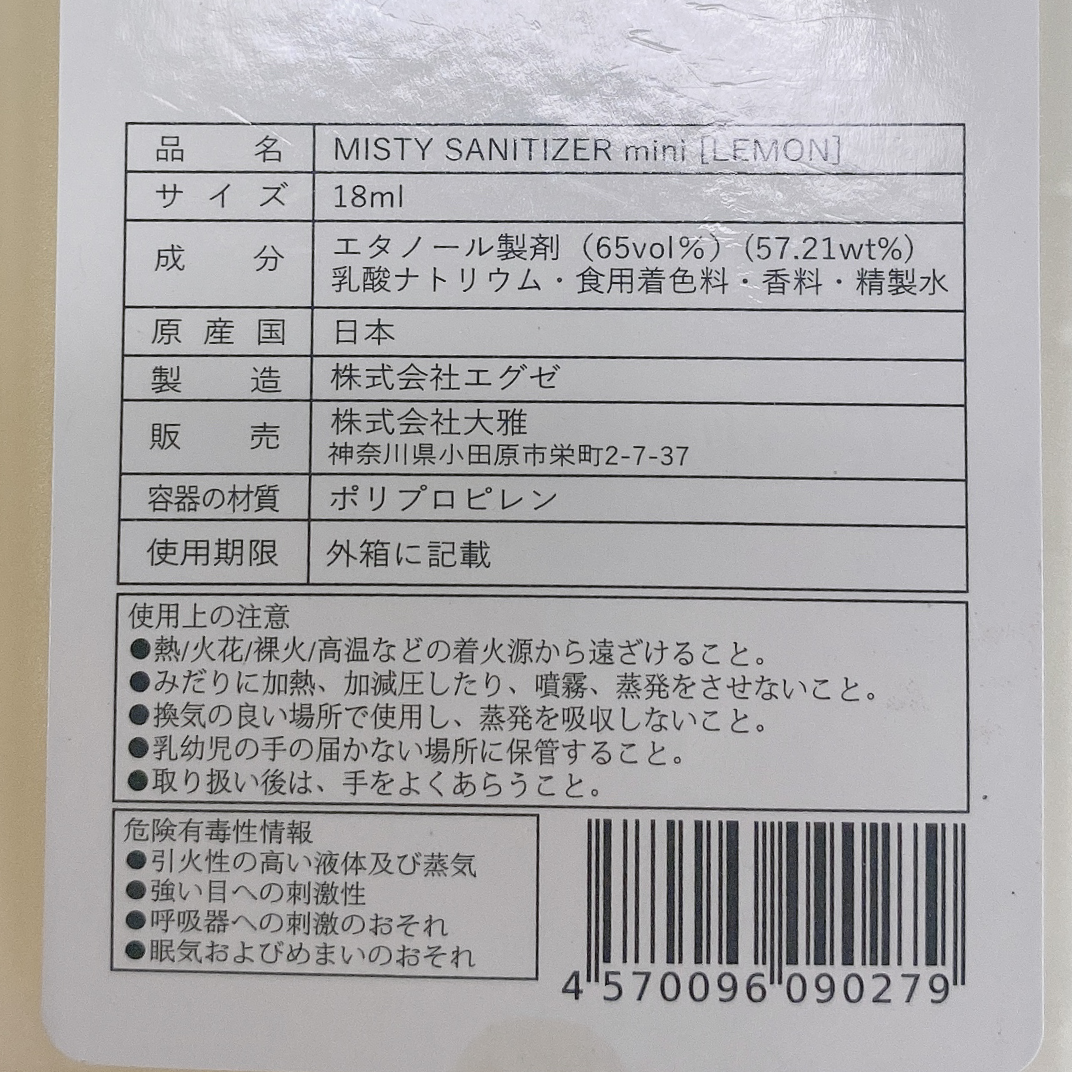 品名 MISTY SANITIZER mini [LEMON]
サイズ 18ml
成分 エタノール製剤（65vol%）(57.21wt%)
乳酸ナトリウム・食用着色料・香料・精製水
原産国 日本
製造 株式会社エグゼ
販売 株式会社大雅
神奈川県小田原市栄町2-7-37
容器の材質 ポリプロピレン
使用期限 外箱に記載
使用上の注意
●熱/火花/裸火/高温などの着火源から遠ざけること。
●みだりに加熱、加減圧したり、噴霧、蒸発をさせないこと。
●換気の良い場所で使用し、蒸発を吸収しないこと。
●乳幼児の手の届かない場所に保管すること。
●取り扱い後は、手をよくあらうこと。
危険有毒性情報
●引火性の高い液体及び蒸気
●強い目への刺激性
●呼吸器への刺激のおそれ
●眠気およびめまいのおそれ
4 570096 090279